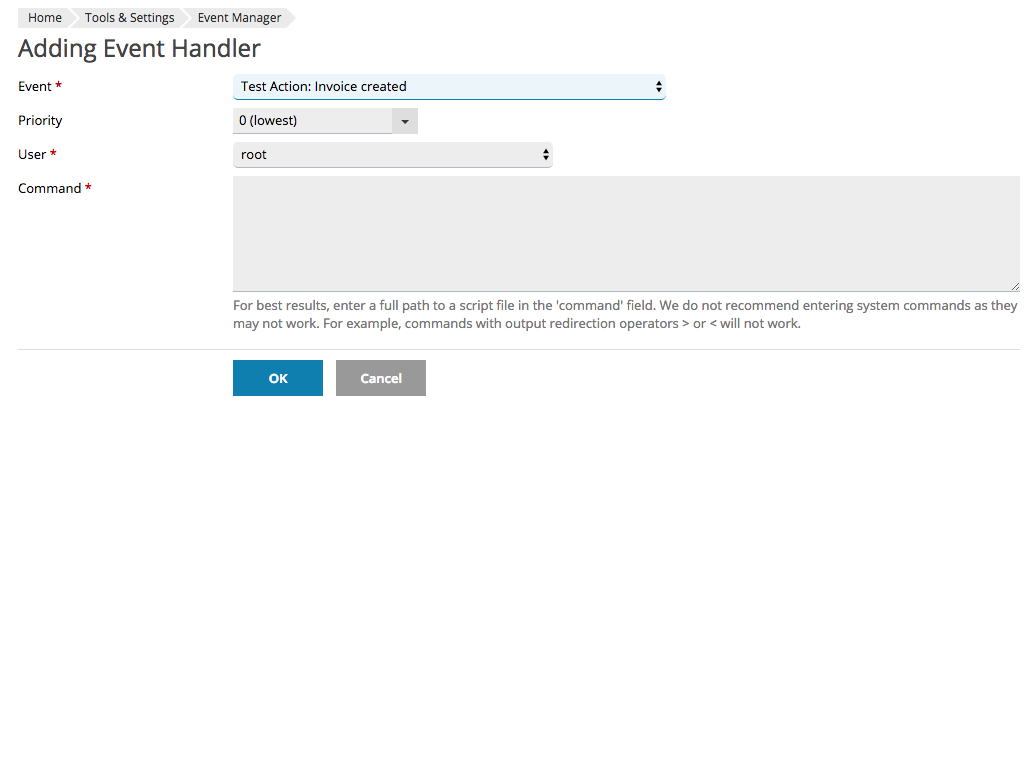 Home Tools & Settings Event Manager
Adding Event Handler
Event * Test Action: Invoice created
Priority 0 (lowest)
User * root
Command *
For best results, enter a full path to a script file in the 'command' field. We do not recommend entering system commands as they
may not work. For example, commands with output redirection operators > or < will not work.
OK Cancel